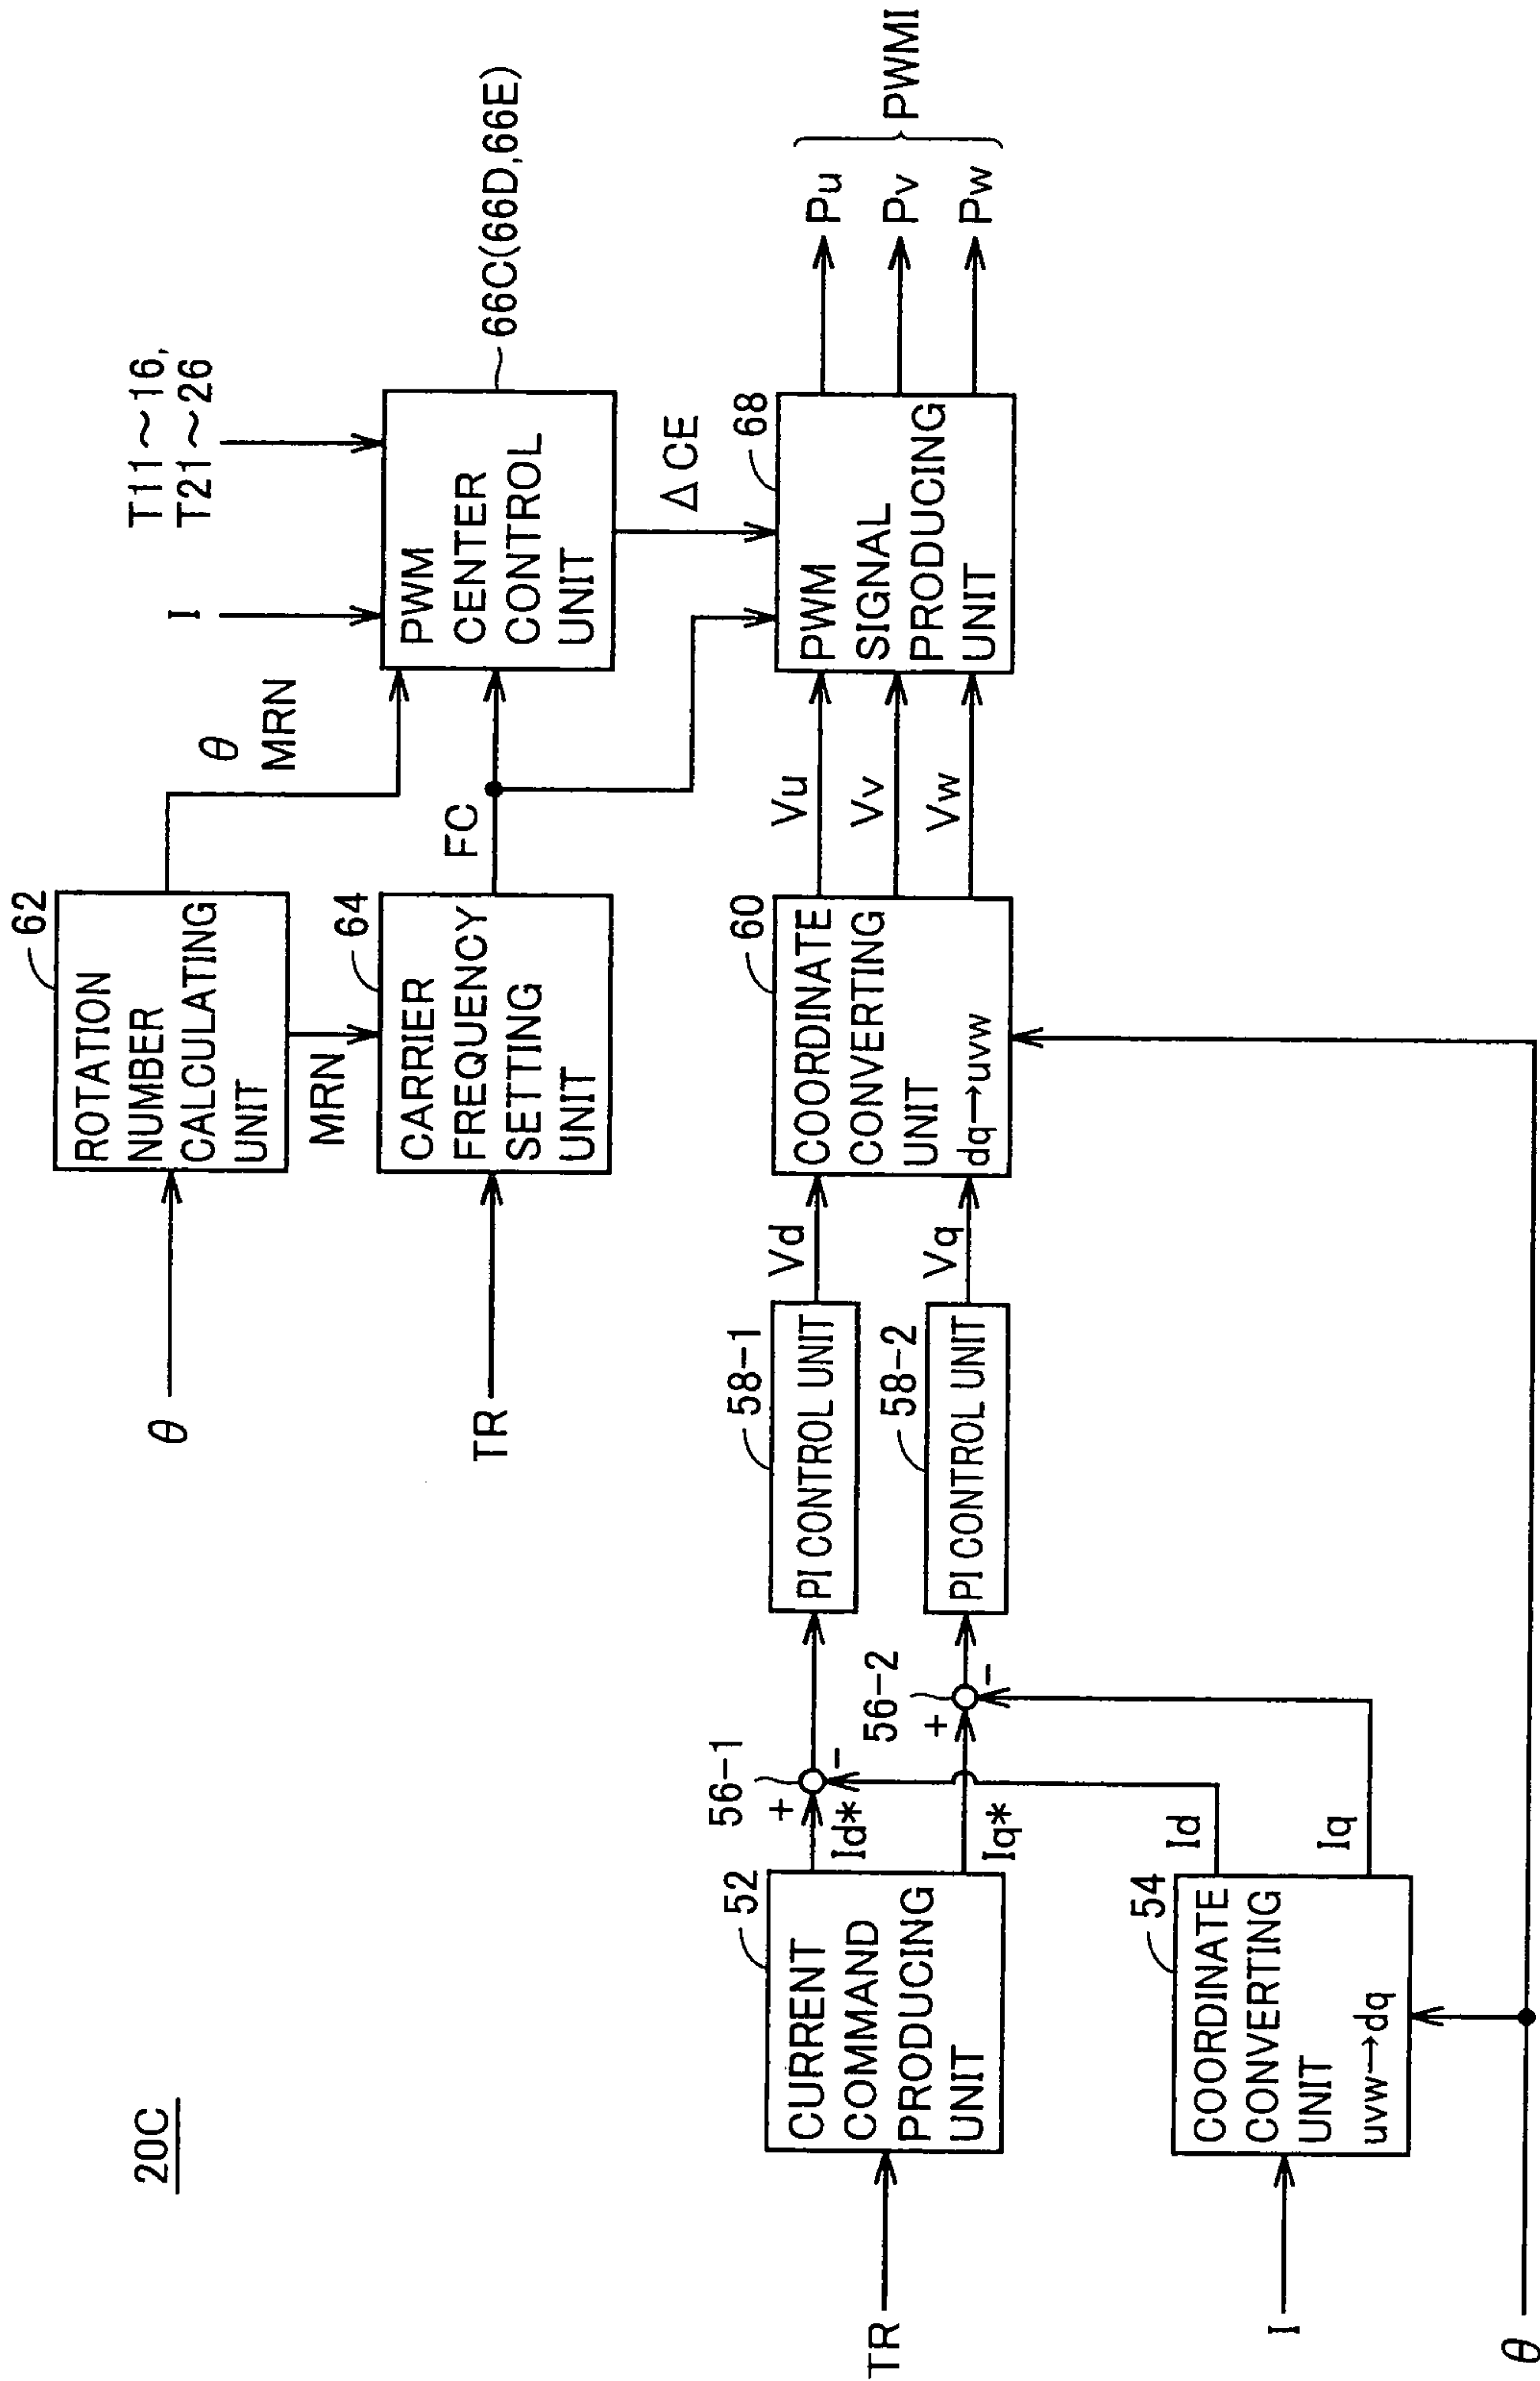 20C
θ
62
ROTATION
NUMBER
CALCULATING
UNIT
MRN
θ
MRN
I
T11~16,
T21~26
TR
64
CARRIER
FREQUENCY
SETTING
UNIT
FC
PWM
CENTER
CONTROL
UNIT
66C(66D,66E)
ΔCE
TR
52
CURRENT
COMMAND
PRODUCING
UNIT
56-1
+
-
Id*
Iq*
56-2
+
-
58-1
PI CONTROL UNIT
58-2
PI CONTROL UNIT
Vd
Vq
60
COORDINATE
CONVERTING
UNIT
dq→uvw
Vu
Vv
Vw
68
PWM
SIGNAL
PRODUCING
UNIT
Pu
Pv
Pw
PWMI
I
54
COORDINATE
CONVERTING
UNIT
uvw→dq
Id
Iq
θ